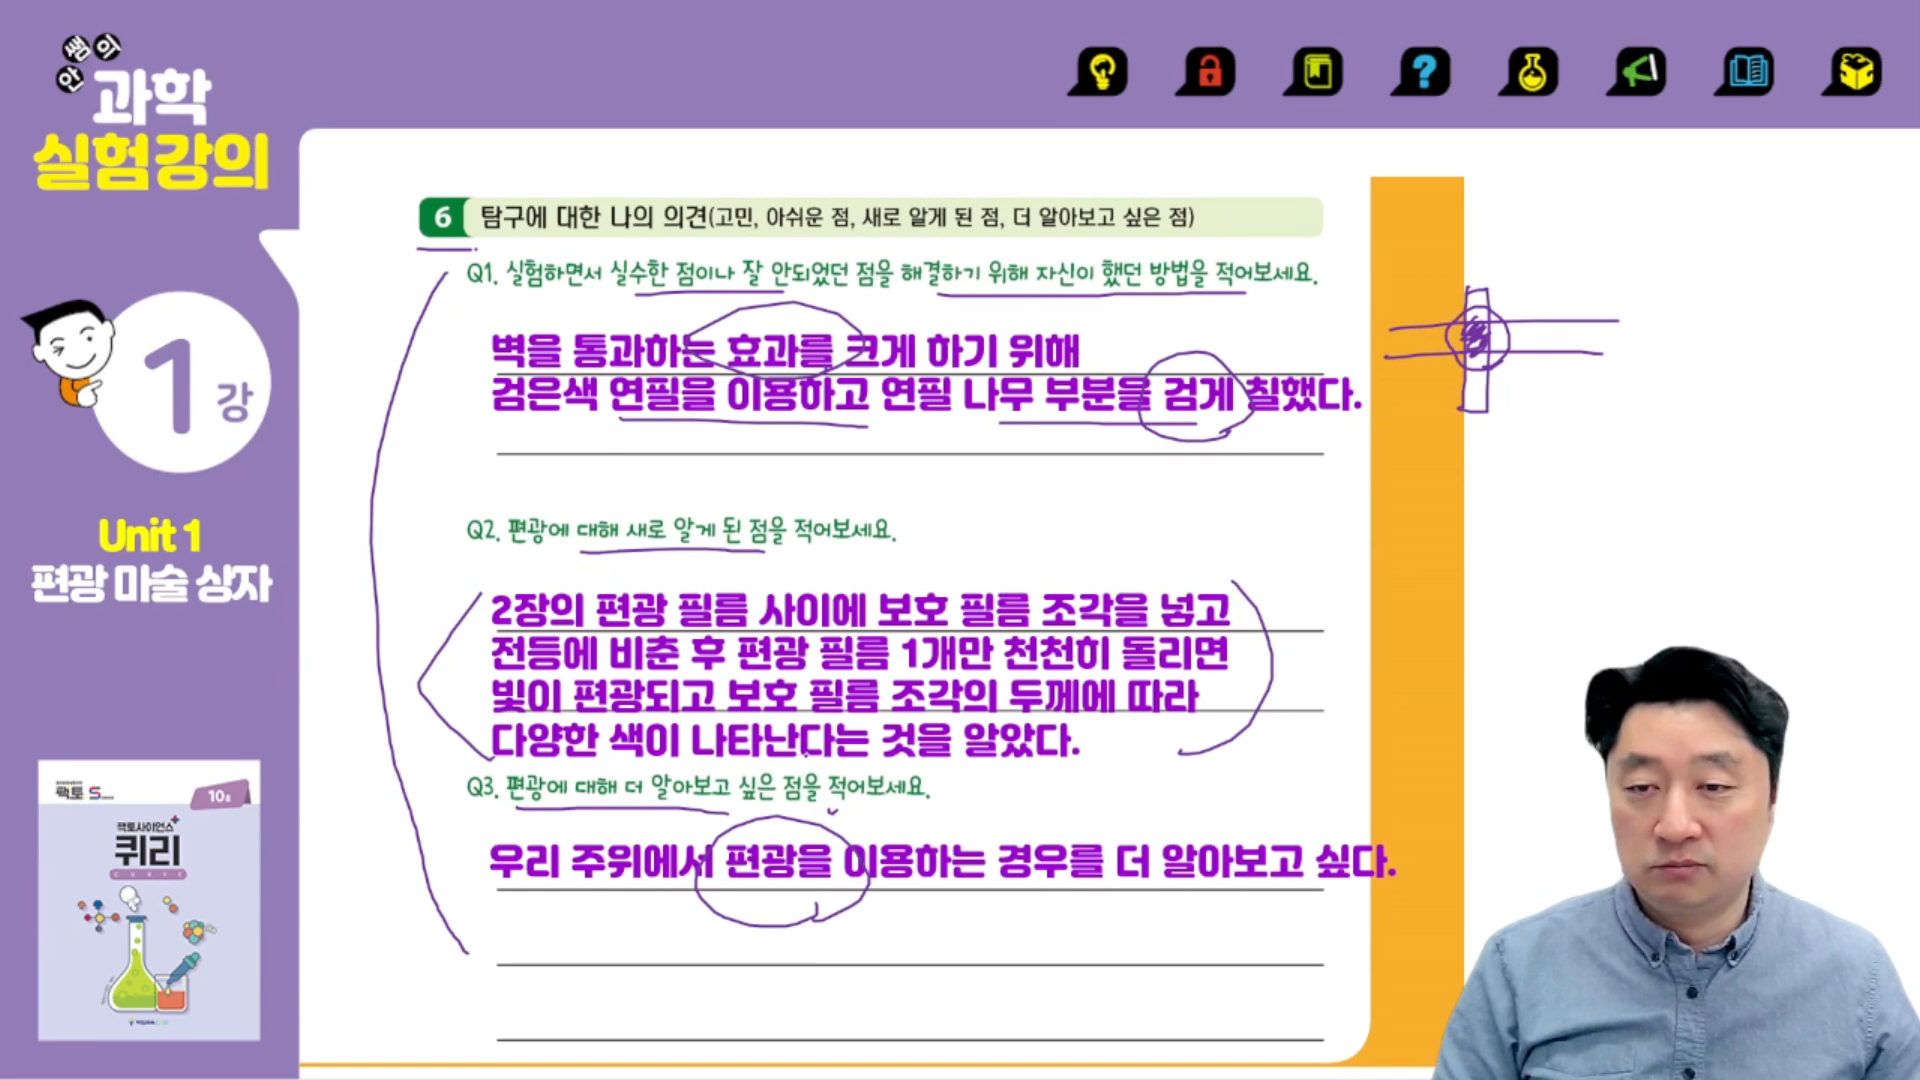 안쌤의
과학
실험강의
1강
Unit 1
편광 미술 상자
팩토 S
10호
팩토사이언스+
퀴리
CURIE
6 탐구에 대한 나의 의견(고민, 아쉬운 점, 새로 알게 된 점, 더 알아보고 싶은 점)
Q1. 실험하면서 실수한 점이나 잘 안되었던 점을 해결하기 위해 자신이 했던 방법을 적어보세요.
벽을 통과하는 효과를 크게 하기 위해
검은색 연필을 이용하고 연필 나무 부분을 검게 칠했다.
Q2. 편광에 대해 새로 알게 된 점을 적어보세요.
2장의 편광 필름 사이에 보호 필름 조각을 넣고
전등에 비춘 후 편광 필름 1개만 천천히 돌리면
빛이 편광되고 보호 필름 조각의 두께에 따라
다양한 색이 나타난다는 것을 알았다.
Q3. 편광에 대해 더 알아보고 싶은 점을 적어보세요.
우리 주위에서 편광을 이용하는 경우를 더 알아보고 싶다.